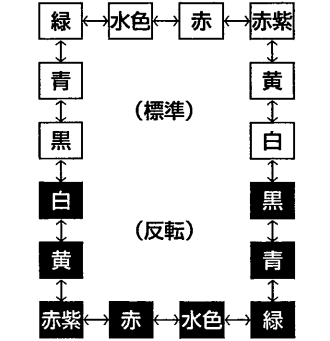 緑 水色 赤 赤紫
青 黄
(標準)
黒 白
白 黒
(反転)
黄 青
赤紫 赤 水色 緑